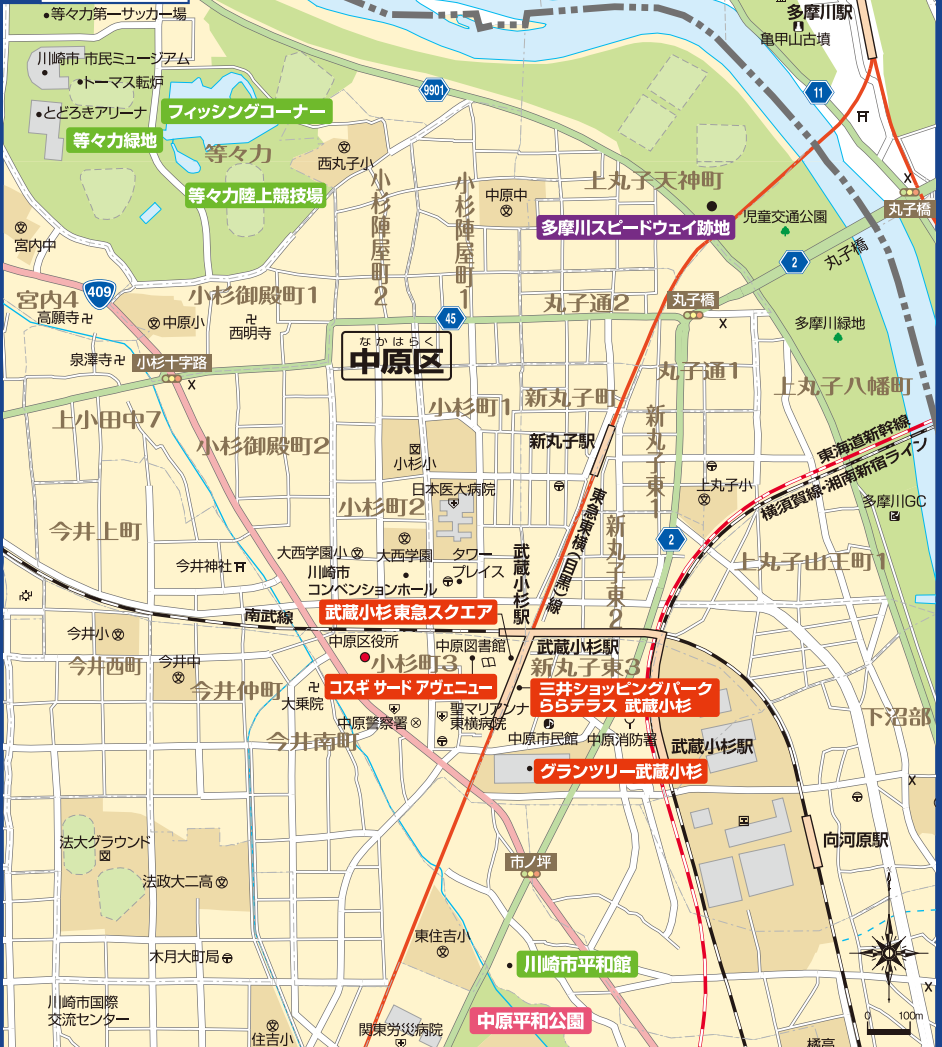 等々力第一サッカー場
多摩川駅
亀甲山古墳
川崎市 市民ミュージアム
トーマス転炉
9901
11
とどろきアリーナ
フィッシングコーナー
等々力緑地
等々力
西丸子小
等々力陸上競技場
小杉陣屋町2
小杉陣屋町1
中原中
上丸子天神町
丸子橋
多摩川スピードウェイ跡地
児童交通公園
宮内中
丸子橋
2
宮内4
409
小杉御殿町1
丸子通2
丸子橋
高願寺
中原小
西明寺
45
X
多摩川緑地
なかはらく
中原区
泉澤寺
小杉十字路
X
丸子通1
上丸子八幡町
上小田中7
小杉町1
新丸子町
新丸子東1
小杉御殿町2
新丸子駅
東海道新幹線
横須賀線・湘南新宿ライン
小杉小
日本医大病院
上丸子小
多摩川GC
小杉町2
東急東横(目黒)線
新丸子東2
2
今井上町
大西学園小
大西学園
タワー
プレイス
武蔵小杉駅
上丸子山王町1
今井神社
川崎市
コンベンションホール
南武線
武蔵小杉東急スクエア
今井小
中原区役所
中原図書館
武蔵小杉駅
今井西町
今井中
小杉町3
新丸子東3
今井仲町
コスギ サード アヴェニュー
三井ショッピングパーク
ららテラス 武蔵小杉
大乗院
中原警察署
聖マリアンナ
東横病院
下沼部
今井南町
中原市民館
中原消防署
武蔵小杉駅
グランツリー武蔵小杉
X
法大グラウンド
市ノ坪
向河原駅
法政大二高
東住吉小
木月大町局
川崎市平和館
X
川崎市国際
交流センター
中原平和公園
0
100m
住吉小
関東労災病院
橘高